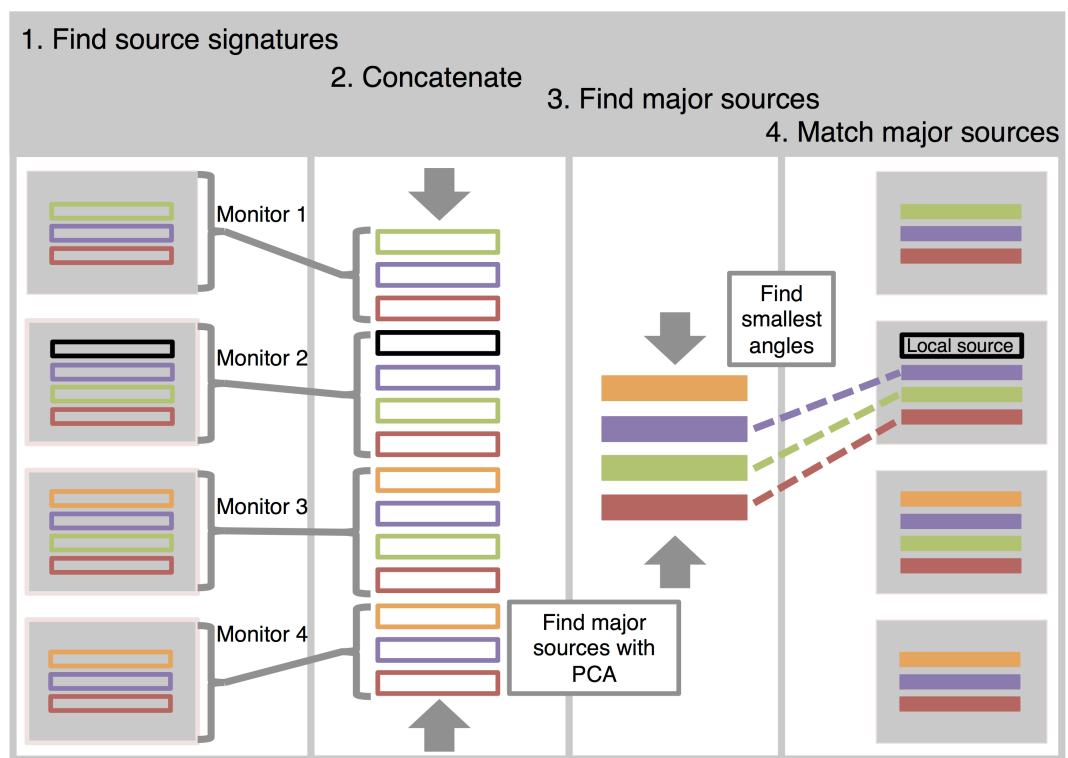 1. Find source signatures
2. Concatenate
3. Find major sources
4. Match major sources
Monitor 1
Monitor 2
Monitor 3
Monitor 4
Find major
sources with
PCA
Find
smallest
angles
Local source